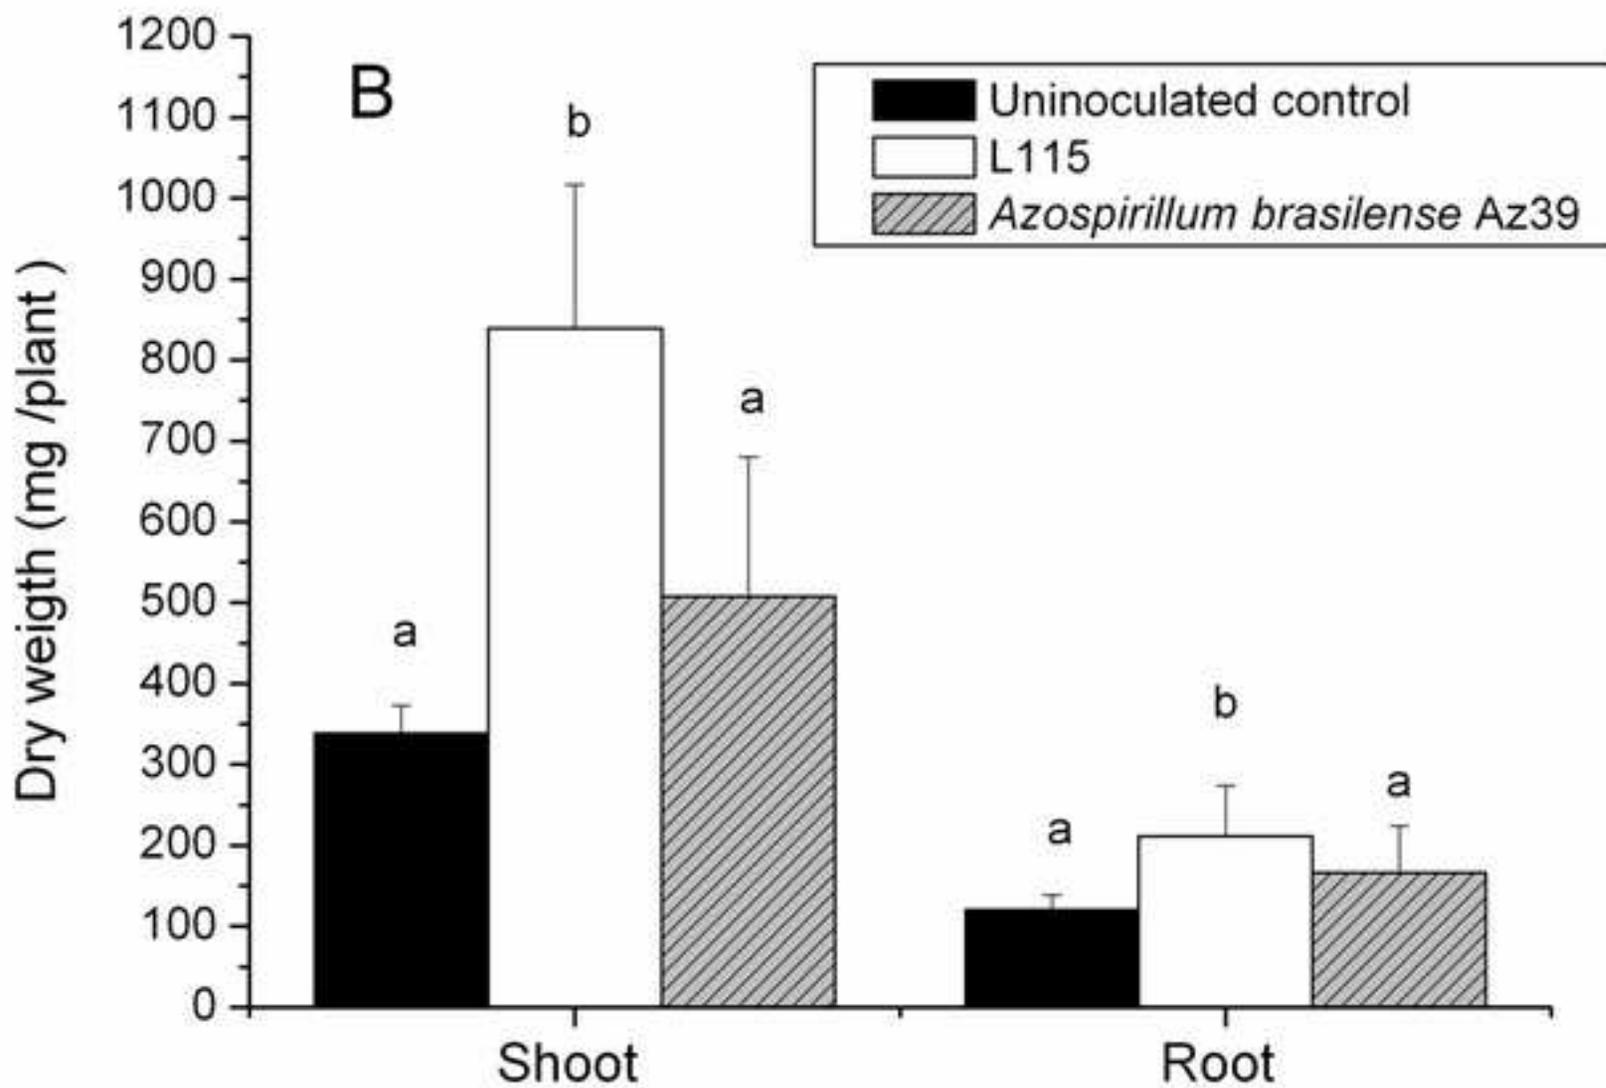 B
Uninoculated control
L115
Azospirillum brasilense Az39
Dry weigth (mg /plant )
1200
1100
1000
900
800
700
600
500
400
300
200
100
0
a
b
a
a
b
a
Shoot
Root